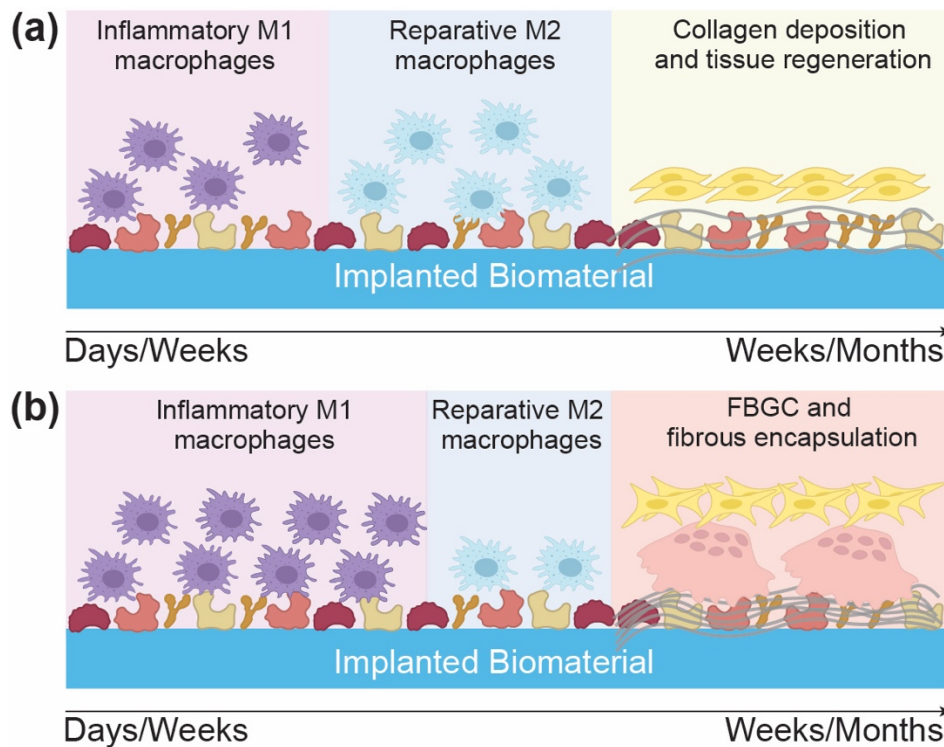 (a)
Inflammatory M1
macrophages
Reparative M2
macrophages
Collagen deposition
and tissue regeneration
Implanted Biomaterial
Days/Weeks
Weeks/Months
(b)
Inflammatory M1
macrophages
Reparative M2
macrophages
FBGC and
fibrous encapsulation
Implanted Biomaterial
Days/Weeks
Weeks/Months